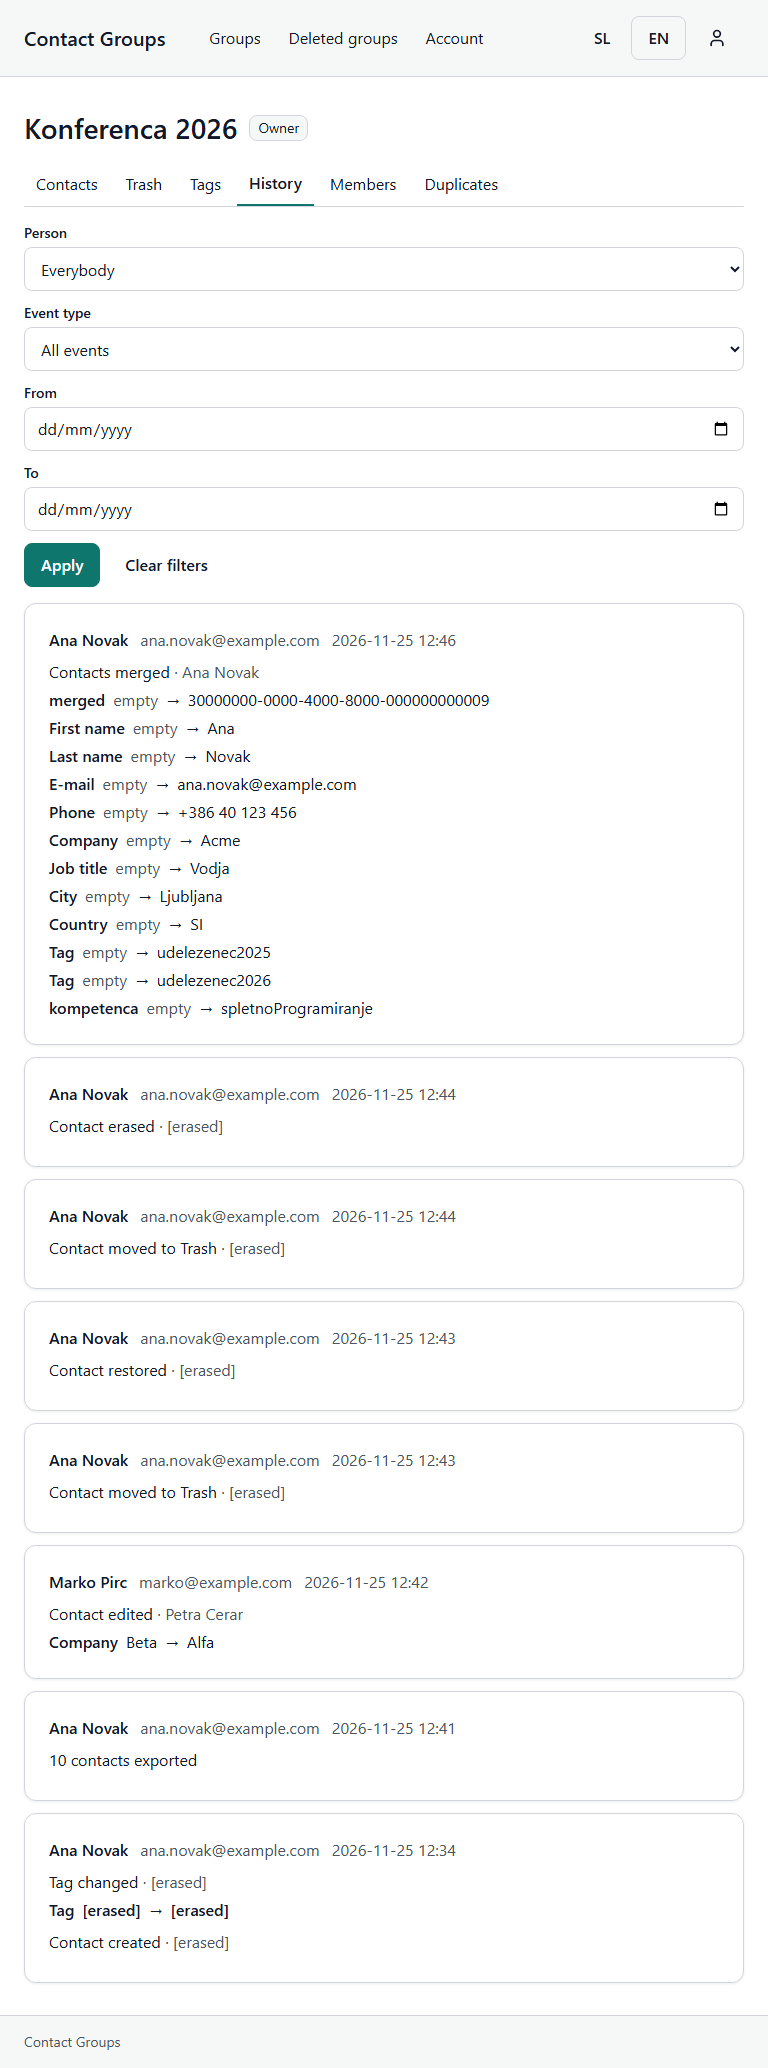 Contact Groups Groups Deleted groups Account SL EN
Konferenca 2026 Owner
Contacts Trash Tags History Members Duplicates
Person
Everybody
Event type
All events
From
dd/mm/yyyy
To
dd/mm/yyyy
Apply Clear filters
Ana Novak ana.novak@example.com 2026-11-25 12:46
Contacts merged · Ana Novak
merged empty → 30000000-0000-4000-8000-000000000009
First name empty → Ana
Last name empty → Novak
E-mail empty → ana.novak@example.com
Phone empty → +386 40 123 456
Company empty → Acme
Job title empty → Vodja
City empty → Ljubljana
Country empty → SI
Tag empty → udelezenec2025
Tag empty → udelezenec2026
kompetenca empty → spletnoProgramiranje
Ana Novak ana.novak@example.com 2026-11-25 12:44
Contact erased · [erased]
Ana Novak ana.novak@example.com 2026-11-25 12:44
Contact moved to Trash · [erased]
Ana Novak ana.novak@example.com 2026-11-25 12:43
Contact restored · [erased]
Ana Novak ana.novak@example.com 2026-11-25 12:43
Contact moved to Trash · [erased]
Marko Pirc marko@example.com 2026-11-25 12:42
Contact edited · Petra Cerar
Company Beta → Alfa
Ana Novak ana.novak@example.com 2026-11-25 12:41
10 contacts exported
Ana Novak ana.novak@example.com 2026-11-25 12:34
Tag changed · [erased]
Tag [erased] → [erased]
Contact created · [erased]
Contact Groups